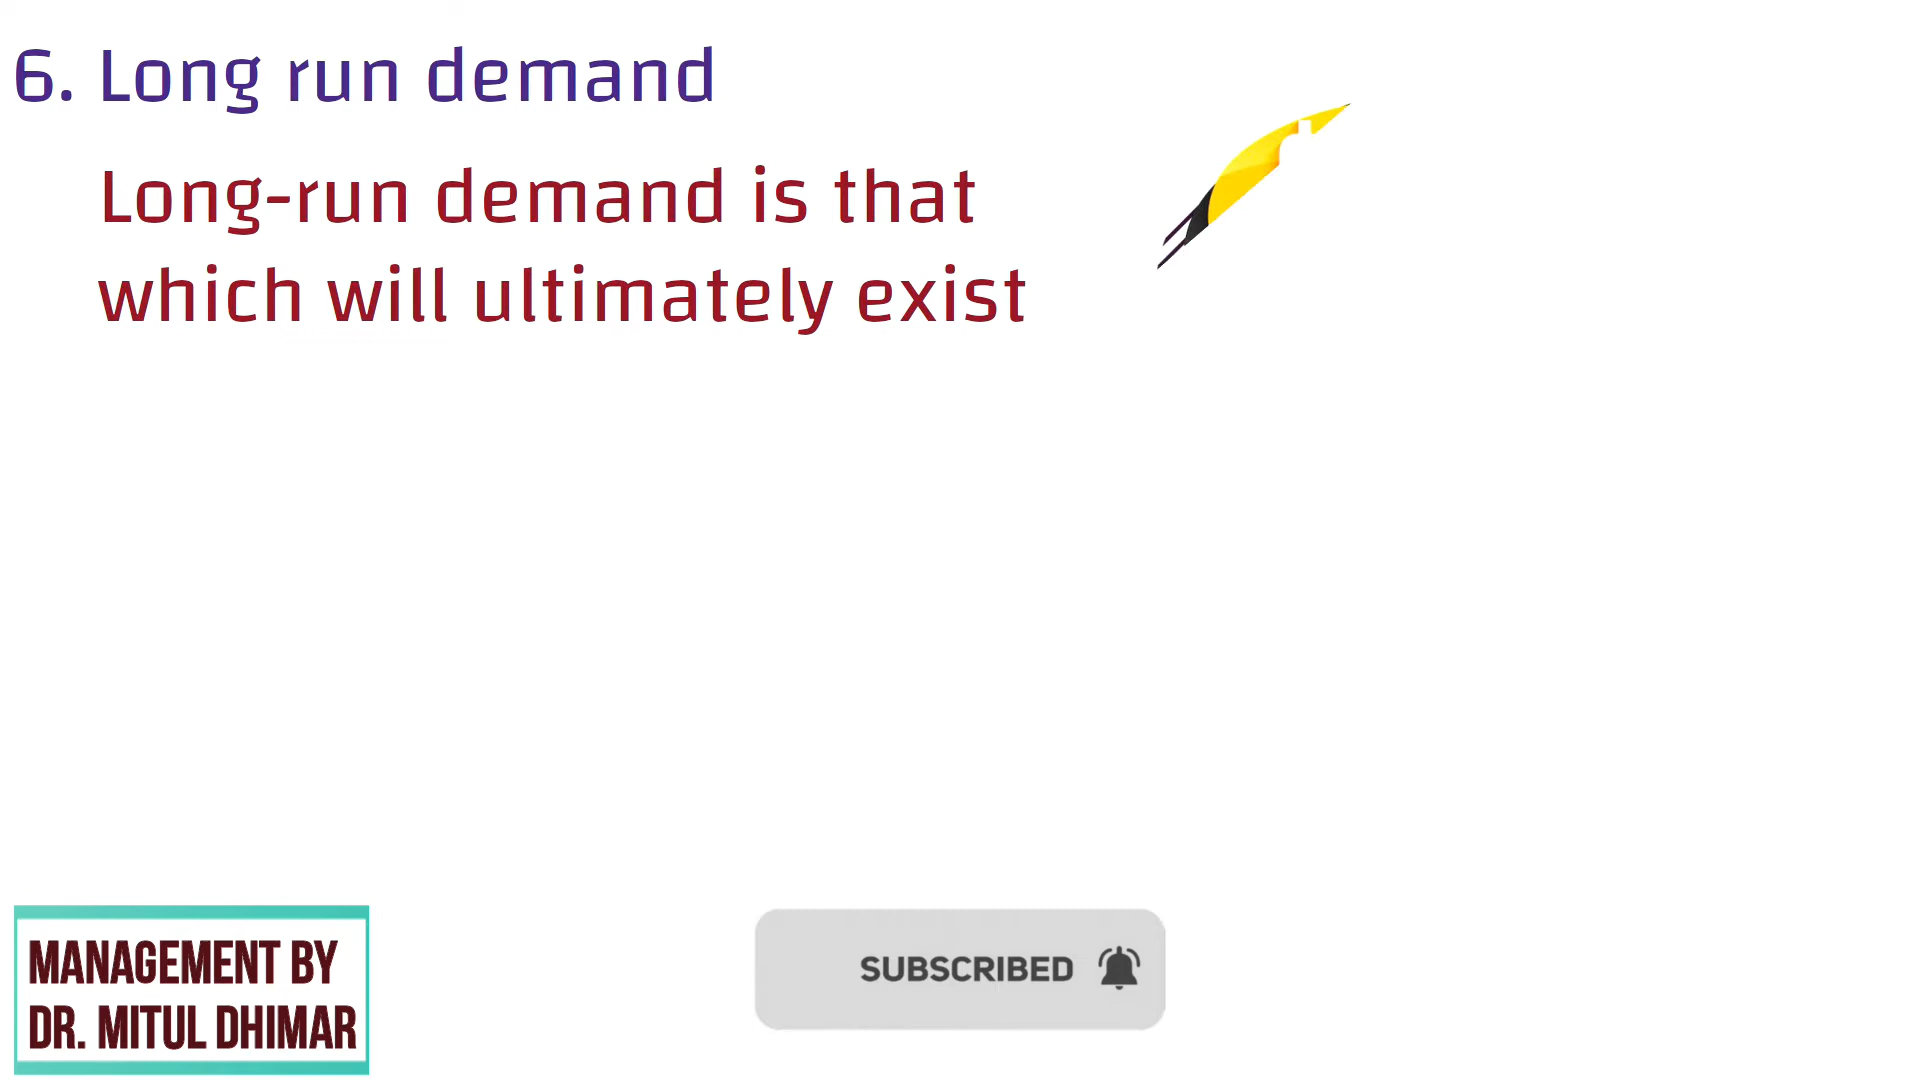 6. Long run demand
Long-run demand is that
which will ultimately exist
MANAGEMENT BY
DR. MITUL DHIMAR
SUBSCRIBED